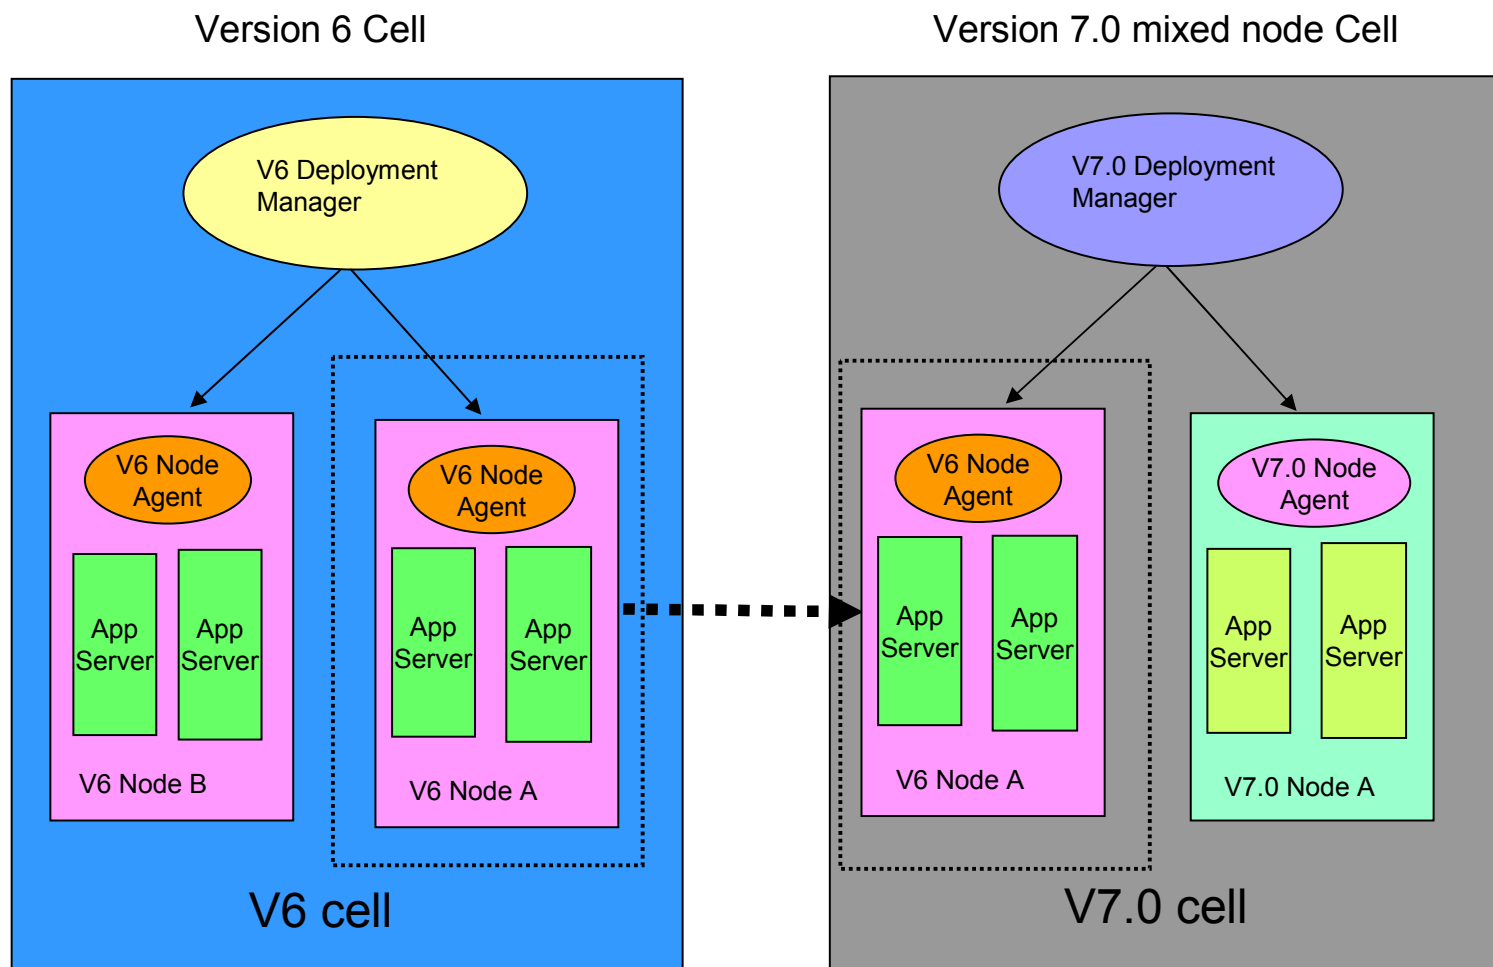 Version 6 Cell
Version 7.0 mixed node Cell
V6 Deployment
Manager
V6 Node
Agent
App
Server
App
Server
V6 Node B
V6 Node
Agent
App
Server
App
Server
V6 Node A
V6 cell
V7.0 Deployment
Manager
V6 Node
Agent
App
Server
App
Server
V6 Node A
V7.0 Node
Agent
App
Server
App
Server
V7.0 Node A
V7.0 cell